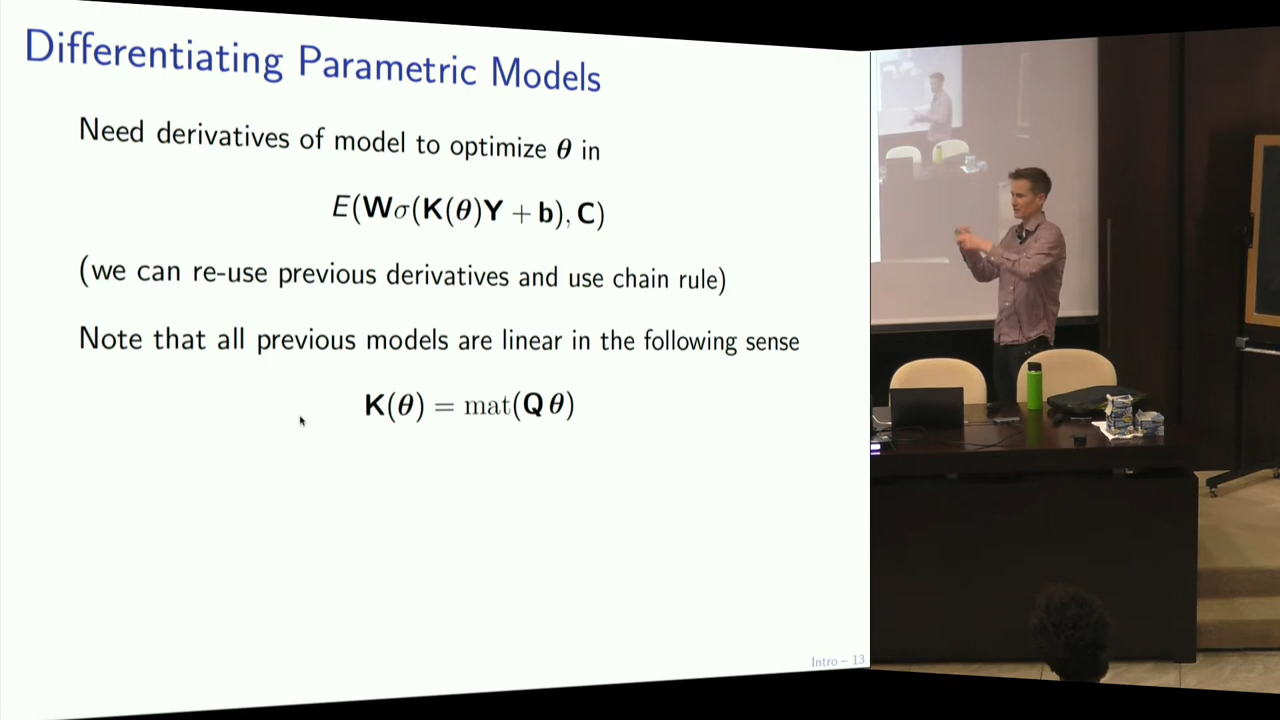 Differentiating Parametric Models
Need derivatives of model to optimize θ in
E(Wσ(K(θ)Y + b), C)
(we can re-use previous derivatives and use chain rule)
Note that all previous models are linear in the following sense
K(θ) = mat(Q θ)
Intro – 13